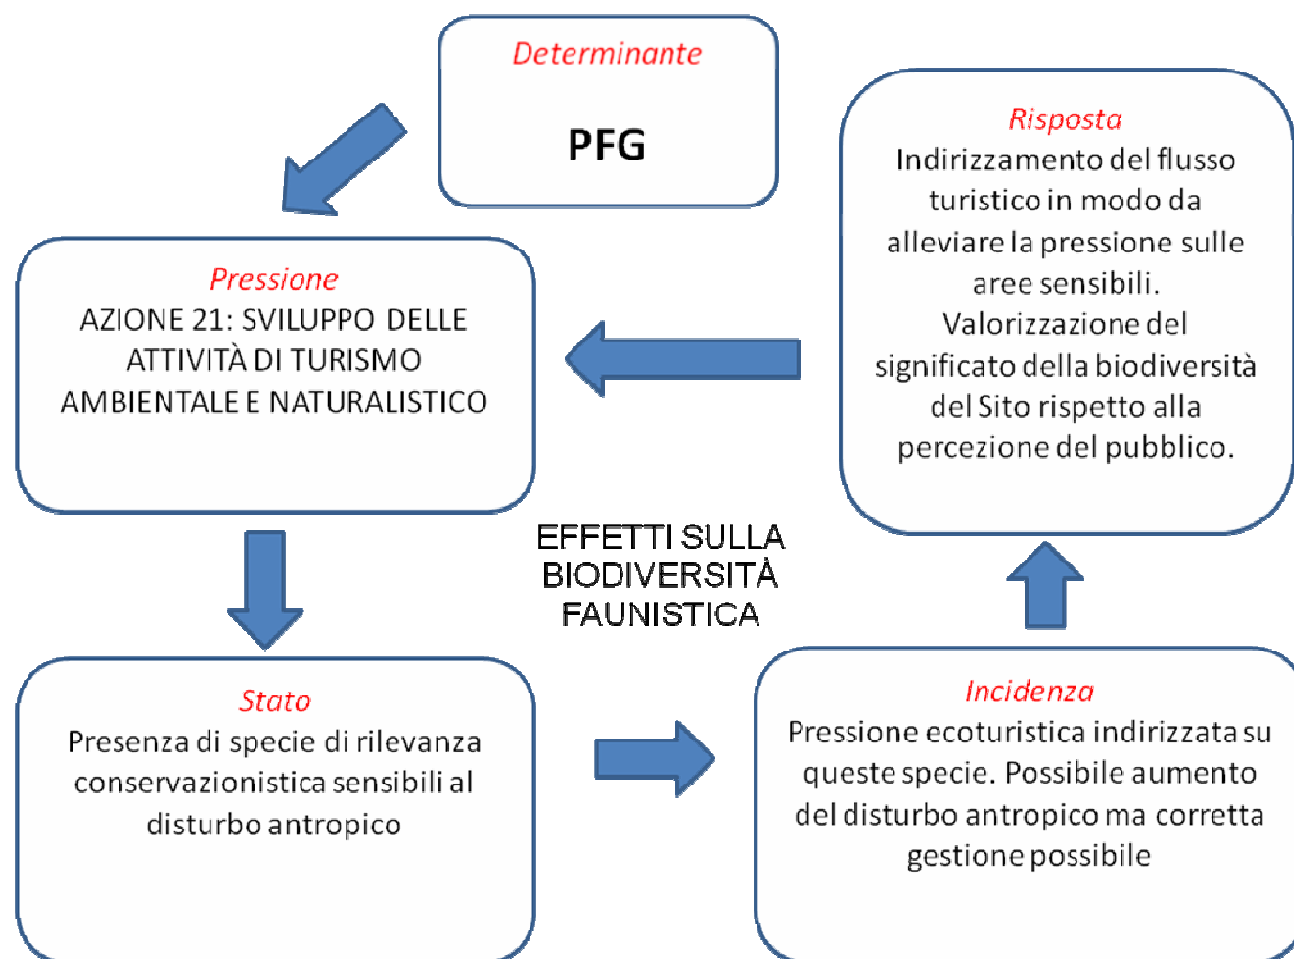 Determinante
PFG
Pressione
AZIONE 21: SVILUPPO DELLE
ATTIVITÀ DI TURISMO
AMBIENTALE E NATURALISTICO
Risposta
Indirizzamento del flusso
turistico in modo da
alleviare la pressione sulle
aree sensibili.
Valorizzazione del
significato della biodiversità
del Sito rispetto alla
percezione del pubblico.
EFFETTI SULLA
BIODIVERSITÀ
FAUNISTICA
Stato
Presenza di specie di rilevanza
conservazionistica sensibili al
disturbo antropico
Incidenza
Pressione ecoturistica indirizzata su
queste specie. Possibile aumento
del disturbo antropico ma corretta
gestione possibile